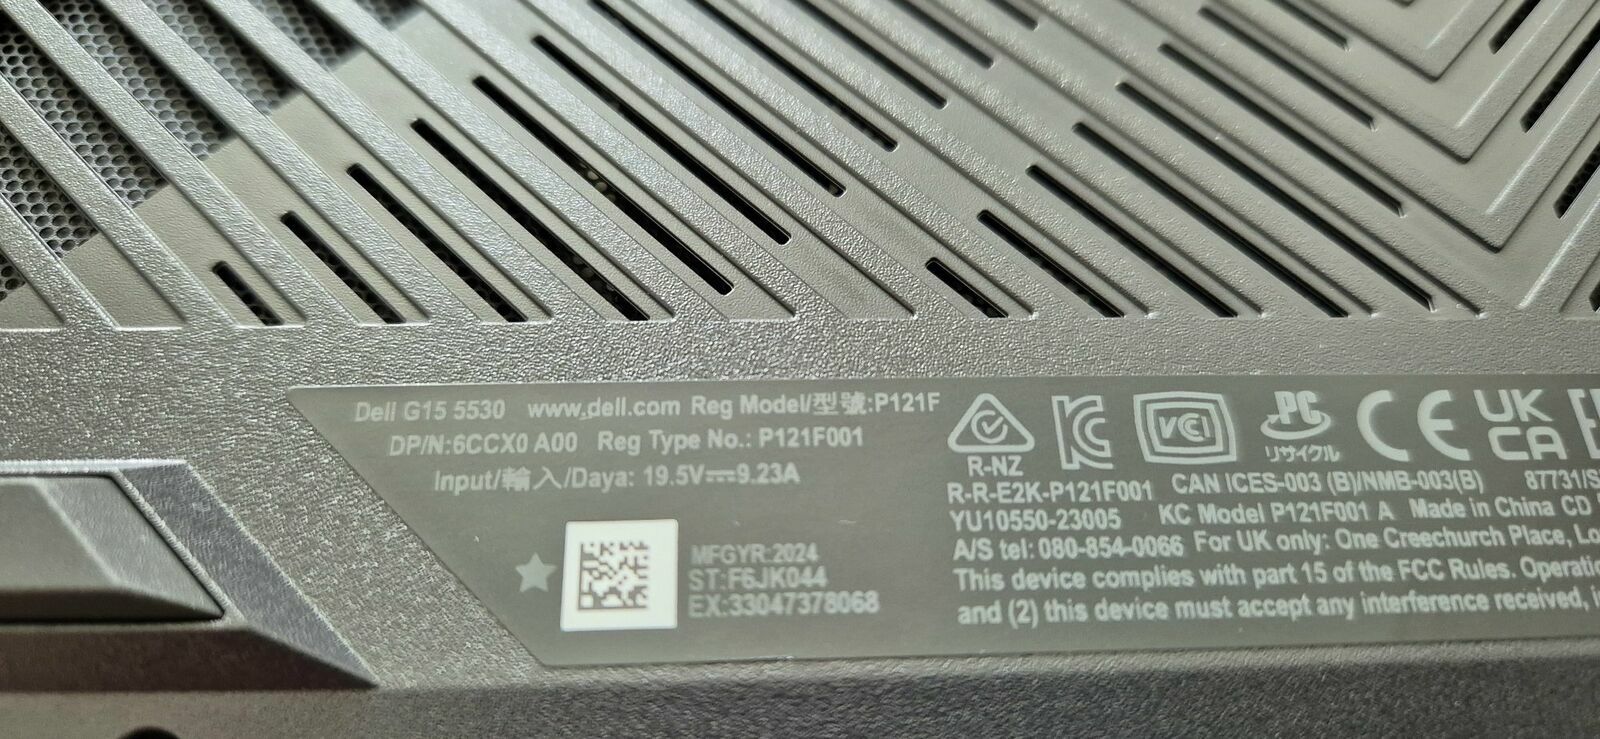 Dell G15 5530 www.dell.com Reg Model/型號:P121F
DP/N:6CCX0 A00 Reg Type No.: P121F001
Input/輸入/Daya: 19.5V⎓9.23A
MFGYR:2024
ST:F6JK044
EX:33047378068
R-NZ
VCI
PC
リサイクル
CE
UK
CA
R-R-E2K-P121F001 CAN ICES-003 (B)/NMB-003(B) 87731/S
YU10550-23005 KC Model P121F001 A Made in China CD
A/S tel: 080-854-0066 For UK only: One Creechurch Place, Lo
This device complies with part 15 of the FCC Rules. Operatio
and (2) this device must accept any interference received, i